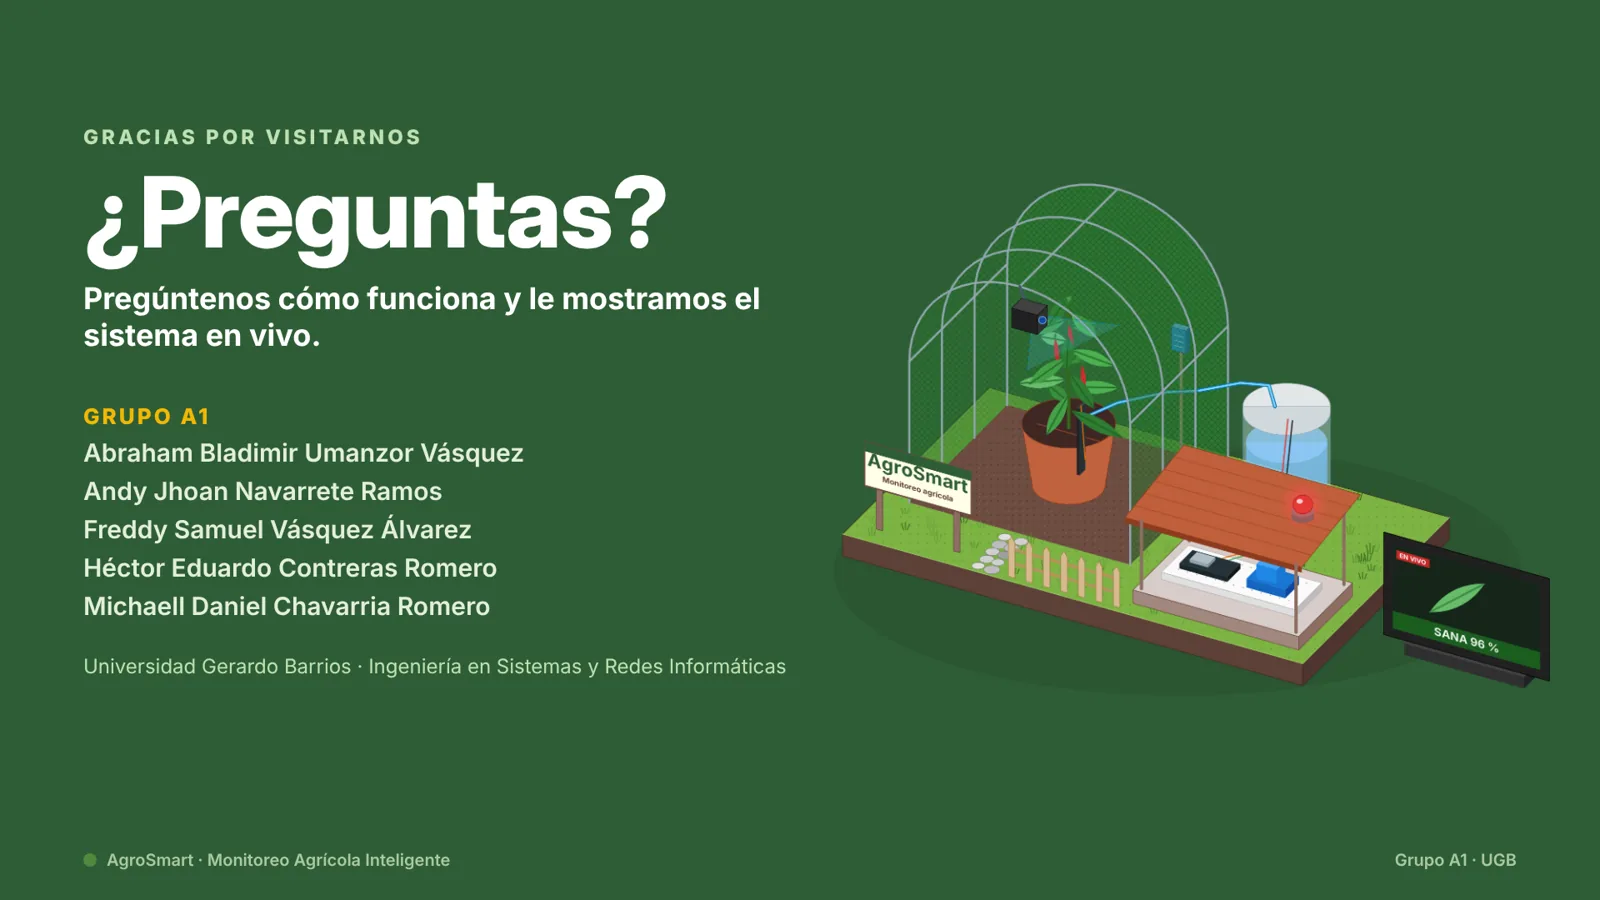 GRACIAS POR VISITARNOS
¿Preguntas?
Pregúntenos cómo funciona y le mostramos el
sistema en vivo.
GRUPO A1
Abraham Bladimir Umanzor Vásquez
Andy Jhoan Navarrete Ramos
Freddy Samuel Vásquez Álvarez
Héctor Eduardo Contreras Romero
Michaell Daniel Chavarria Romero
Universidad Gerardo Barrios · Ingeniería en Sistemas y Redes Informáticas
AgroSmart
Monitoreo agrícola
EN VIVO
SANA 96 %
AgroSmart · Monitoreo Agrícola Inteligente
Grupo A1 · UGB